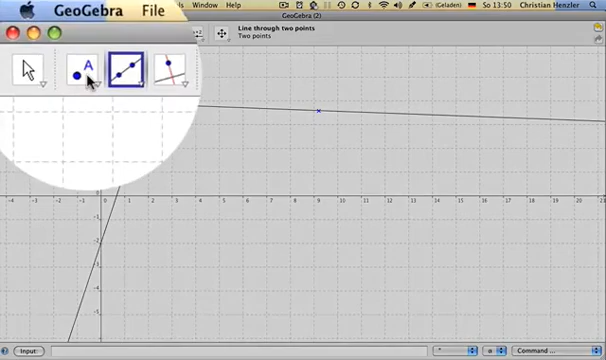 GeoGebra File
s Window Help
(Geladen) So 13:50 Christian Henzler
GeoGebra (2)
Line through two points
Two points
A
-4 -3 -2 -1 0 1 2 3 4 5 6 7 8 9 10 11 12 13 14 15 16 17 18 19 20 21
0
-1
-2
-3
-4
-5
Input
° α Command ...